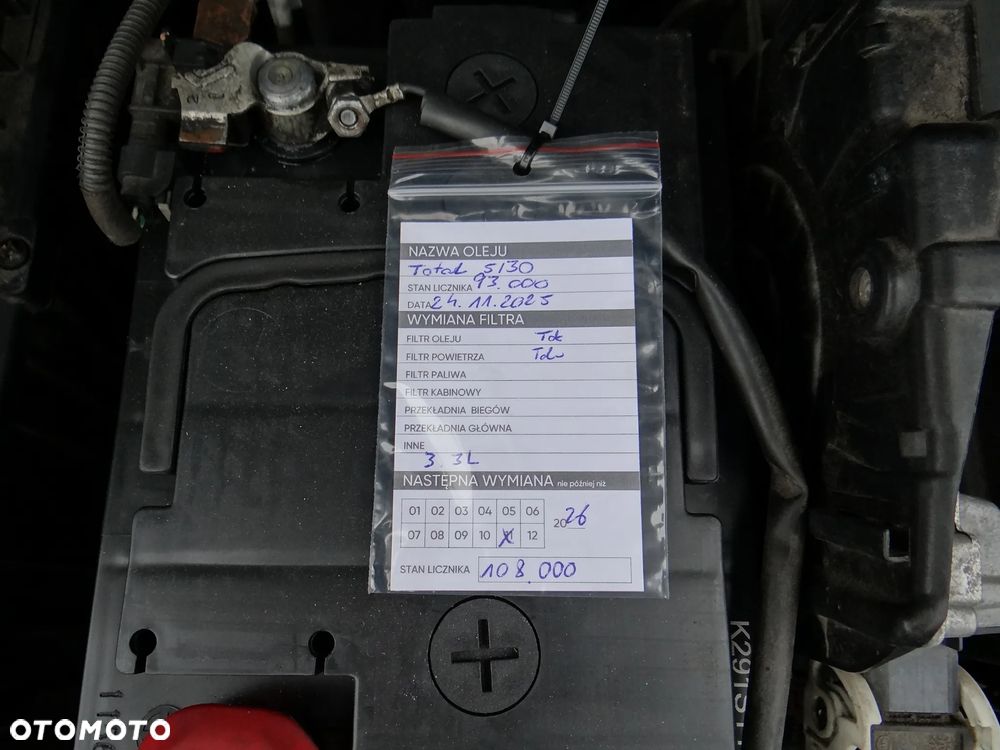 NAZWA OLEJU
Total 5130
STAN LICZNIKA 93.000
DATA 24.11.2025
WYMIANA FILTRA
FILTR OLEJU Tak
FILTR POWIETRZA Tak
FILTR PALIWA
FILTR KABINOWY
PRZEKŁADNIA BIEGÓW
PRZEKŁADNIA GŁÓWNA
INNE
3.3L
NASTĘPNA WYMIANA nie później niż
01 02 03 04 05 06
2026
07 08 09 10 X 12
STAN LICZNIKA 108.000
OTOMOTO